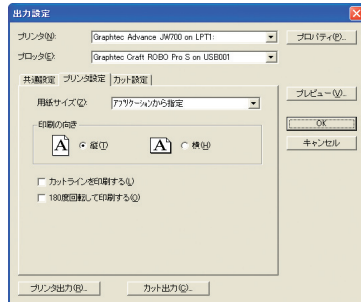 出力設定
プリンタ(N):
Graphtec Advance JW700 on LPT1:
プロパティ(P)...
プロッタ(E):
Graphtec Craft ROBO Pro S on USB001
共通設定 プリンタ設定 カット設定
プレビュー(V)...
用紙サイズ(Z):
アプリケーションから指定
OK
印刷の向き
キャンセル
A 縦(T)
A 横(H)
カットラインを印刷する(L)
180度回転して印刷する(O)
プリンタ出力(R)...
カット出力(C)...